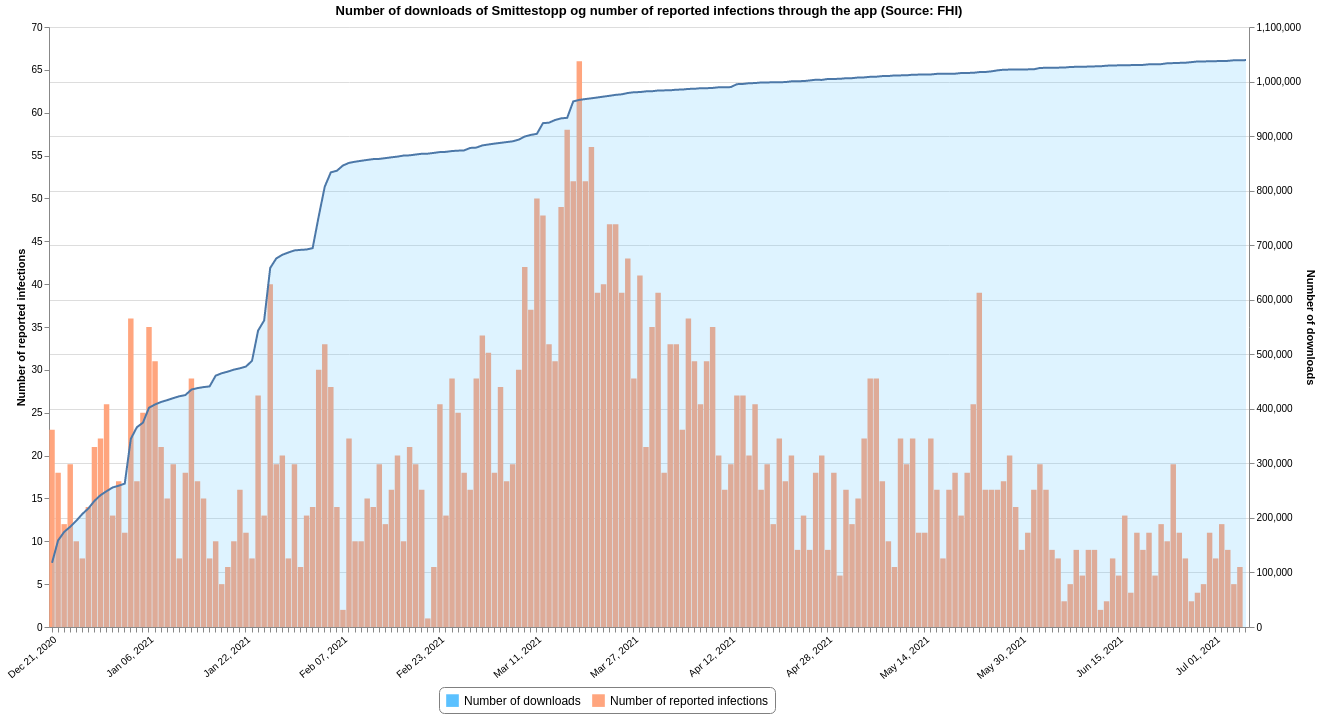 Number of downloads of Smittestopp og number of reported infections through the app (Source: FHI)
Number of reported infections
70
65
60
55
50
45
40
35
30
25
20
15
10
5
0
1,100,000
1,000,000
900,000
800,000
700,000
600,000
500,000
400,000
300,000
200,000
100,000
0
Number of downloads
Dec 21, 2020
Jan 06, 2021
Jan 22, 2021
Feb 07, 2021
Feb 23, 2021
Mar 11, 2021
Mar 27, 2021
Apr 12, 2021
Apr 28, 2021
May 14, 2021
May 30, 2021
Jun 15, 2021
Jul 01, 2021
Number of downloads
Number of reported infections